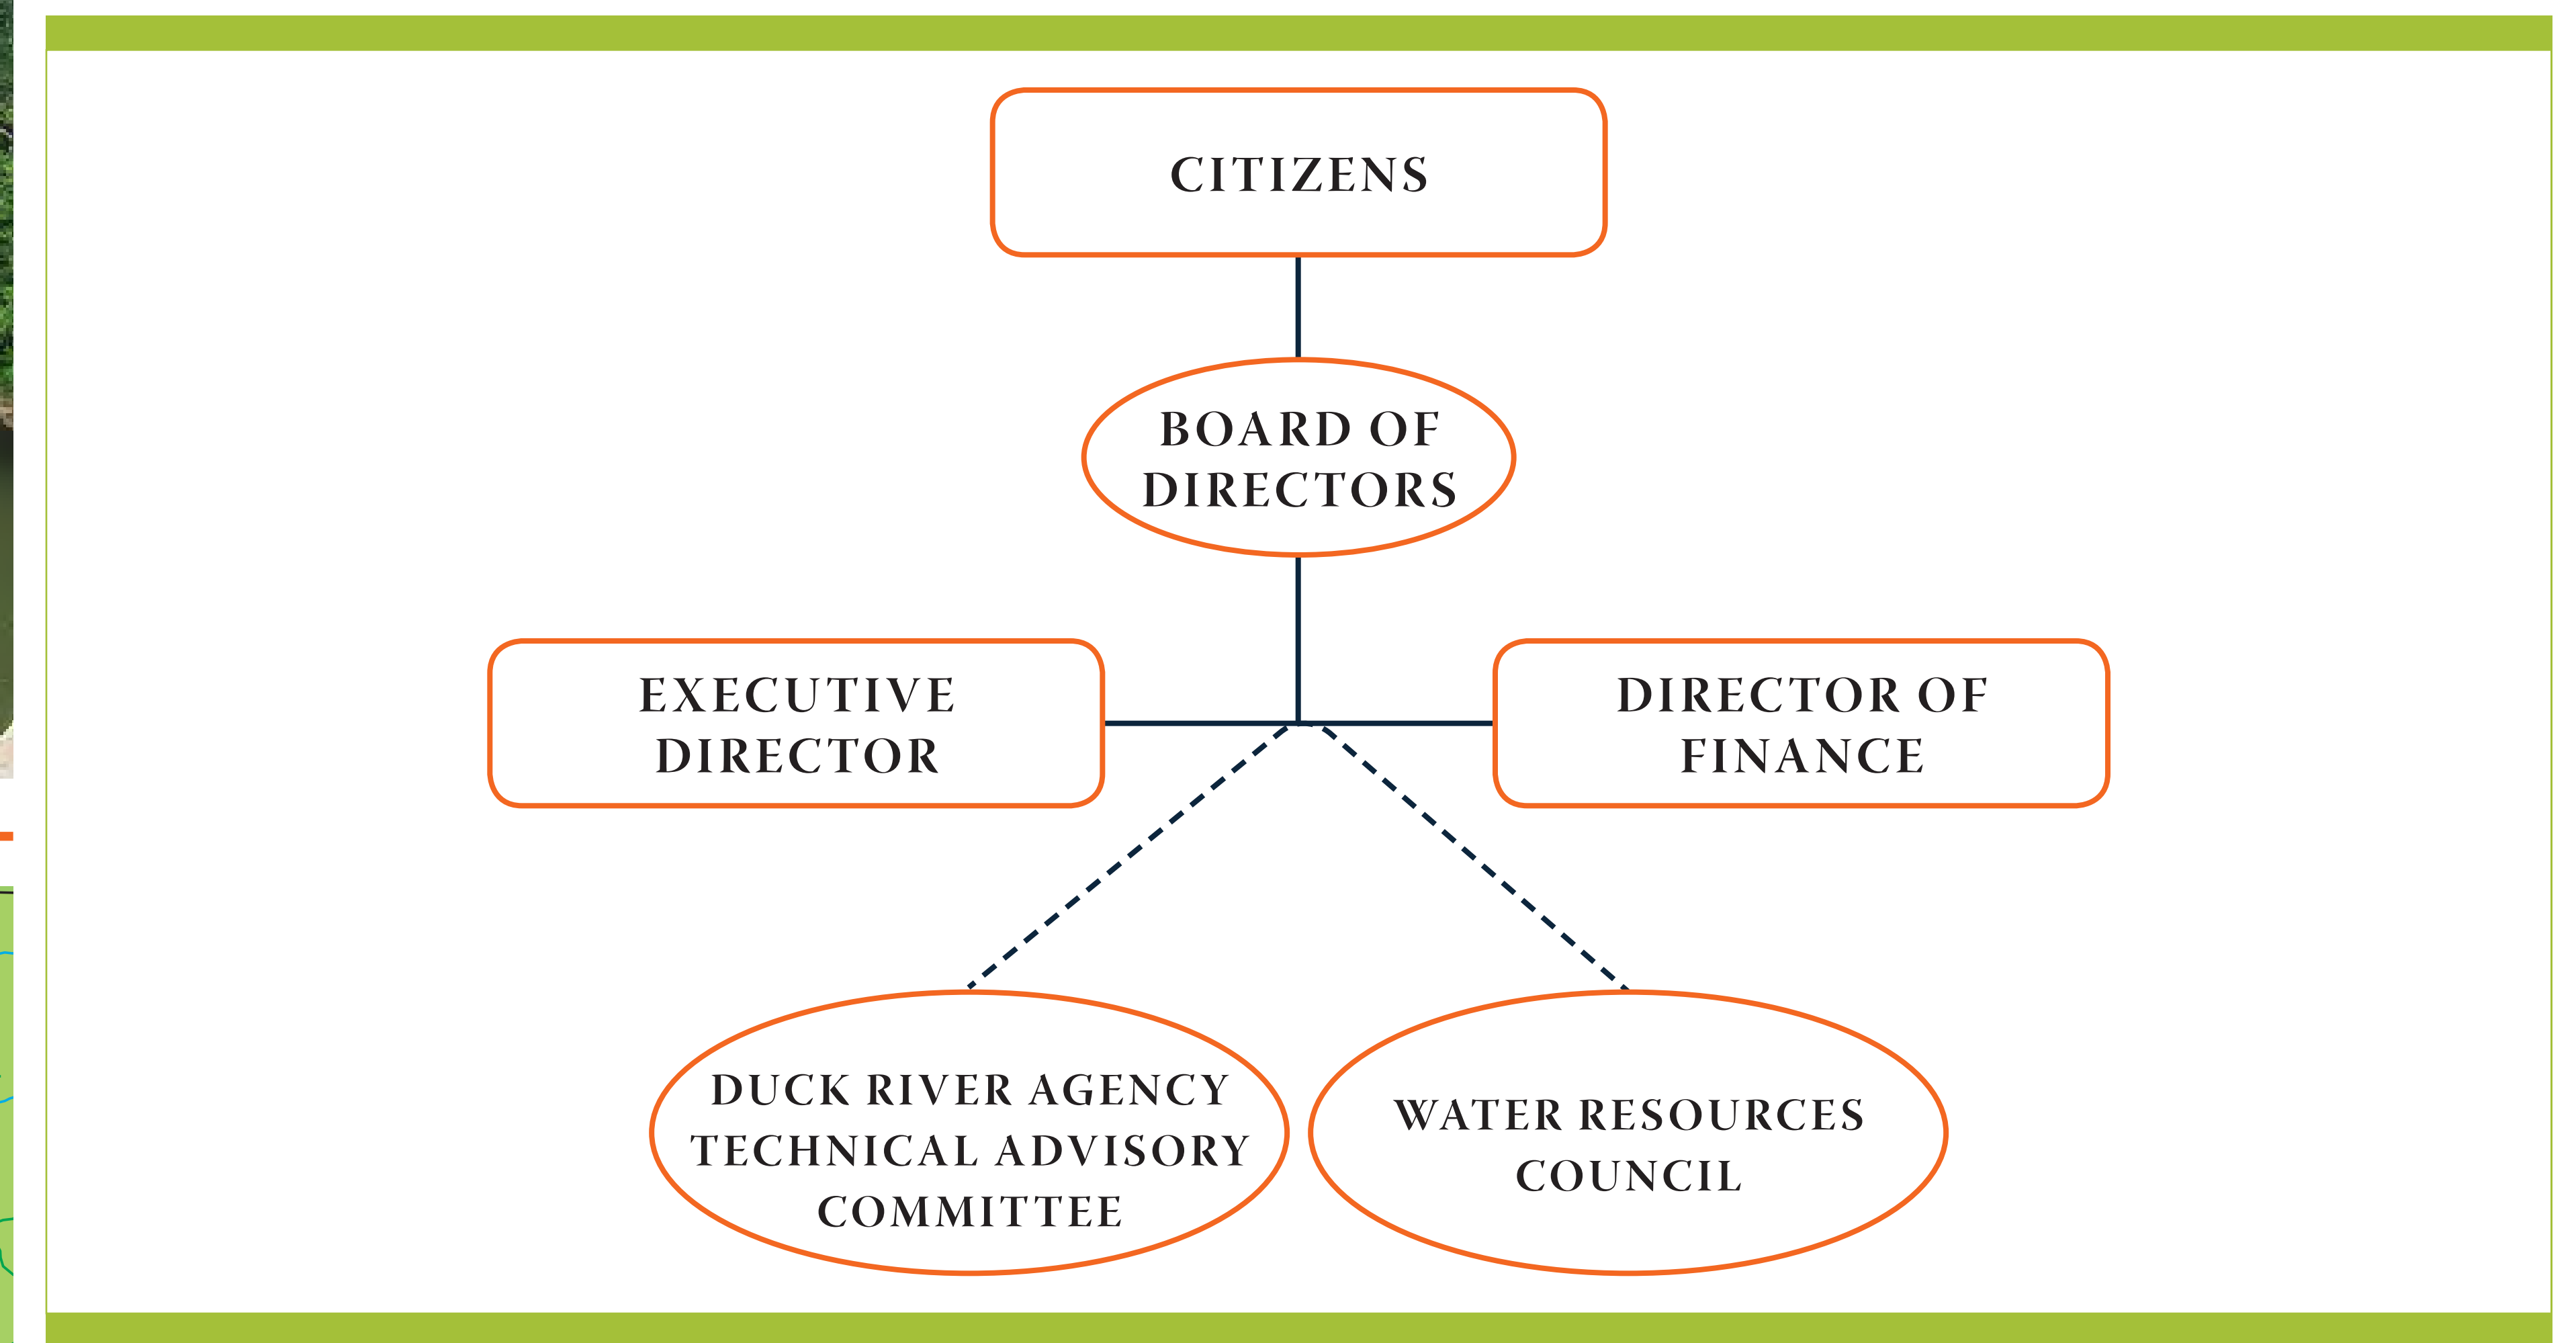 CITIZENS
BOARD OF
DIRECTORS
EXECUTIVE
DIRECTOR
DIRECTOR OF
FINANCE
DUCK RIVER AGENCY
TECHNICAL ADVISORY
COMMITTEE
WATER RESOURCES
COUNCIL